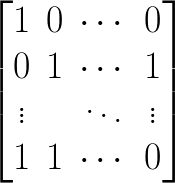 1 0 ⋯ 0
0 1 ⋯ 1
⋮ ⋱ ⋮
1 1 ⋯ 0